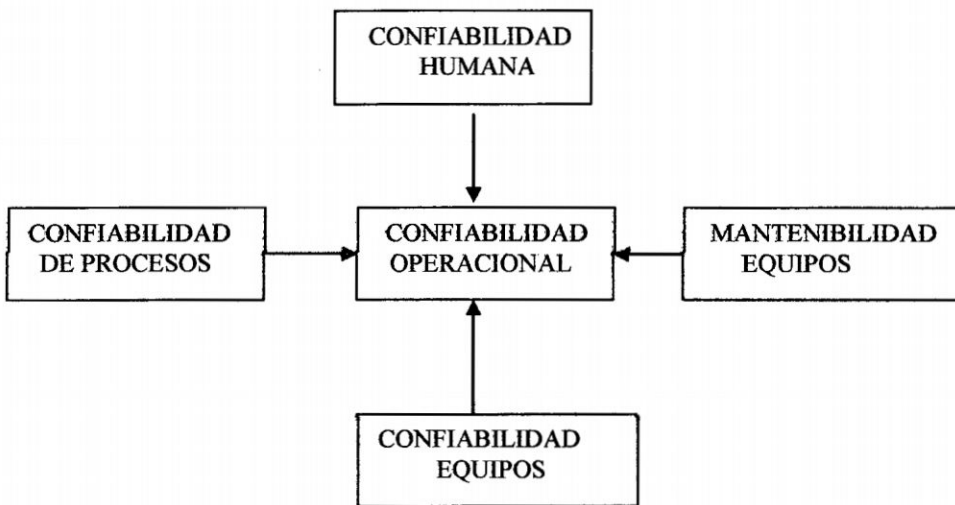 CONFIABILIDAD
HUMANA
CONFIABILIDAD
DE PROCESOS
CONFIABILIDAD
OPERACIONAL
MANTENIBILIDAD
EQUIPOS
CONFIABILIDAD
EQUIPOS